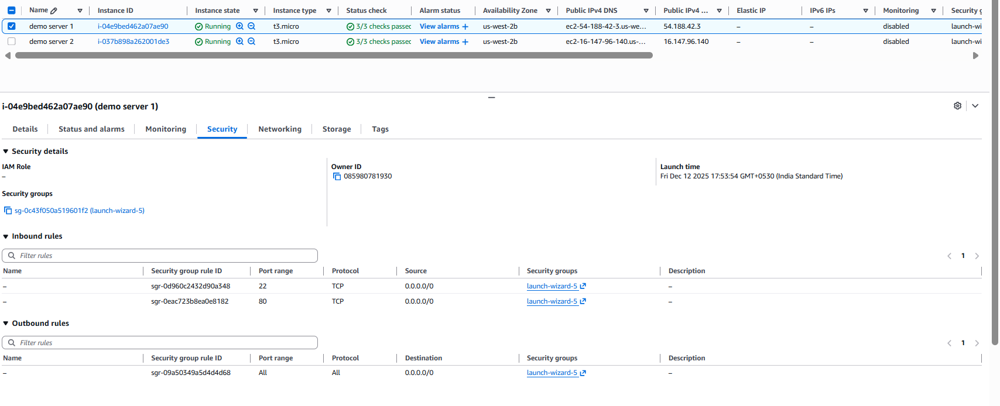 Name Instance ID Instance state Instance type Status check Alarm status Availability Zone Public IPv4 DNS Public IPv4 ... Elastic IP IPv6 IPs Monitoring Security g
demo server 1 i-04e9bed462a07ae90 Running t3.micro 3/3 checks passec View alarms + us-west-2b ec2-54-188-42-3.us-we... 54.188.42.3 – – disabled launch-wi
demo server 2 i-037b898a262001de3 Running t3.micro 3/3 checks passec View alarms + us-west-2b ec2-16-147-96-140.us-... 16.147.96.140 – – disabled launch-wi
i-04e9bed462a07ae90 (demo server 1)
Details Status and alarms Monitoring Security Networking Storage Tags
Security details
IAM Role Owner ID Launch time
– 085980781930 Fri Dec 12 2025 17:53:54 GMT+0530 (India Standard Time)
Security groups
sg-0c43f050a519601f2 (launch-wizard-5)
Inbound rules
Filter rules 1
Name Security group rule ID Port range Protocol Source Security groups Description
– sgr-0d960c2432d90a348 22 TCP 0.0.0.0/0 launch-wizard-5 –
– sgr-0eac723b8ea0e8182 80 TCP 0.0.0.0/0 launch-wizard-5 –
Outbound rules
Filter rules 1
Name Security group rule ID Port range Protocol Destination Security groups Description
– sgr-09a50349a5d4d4d68 All All 0.0.0.0/0 launch-wizard-5 –